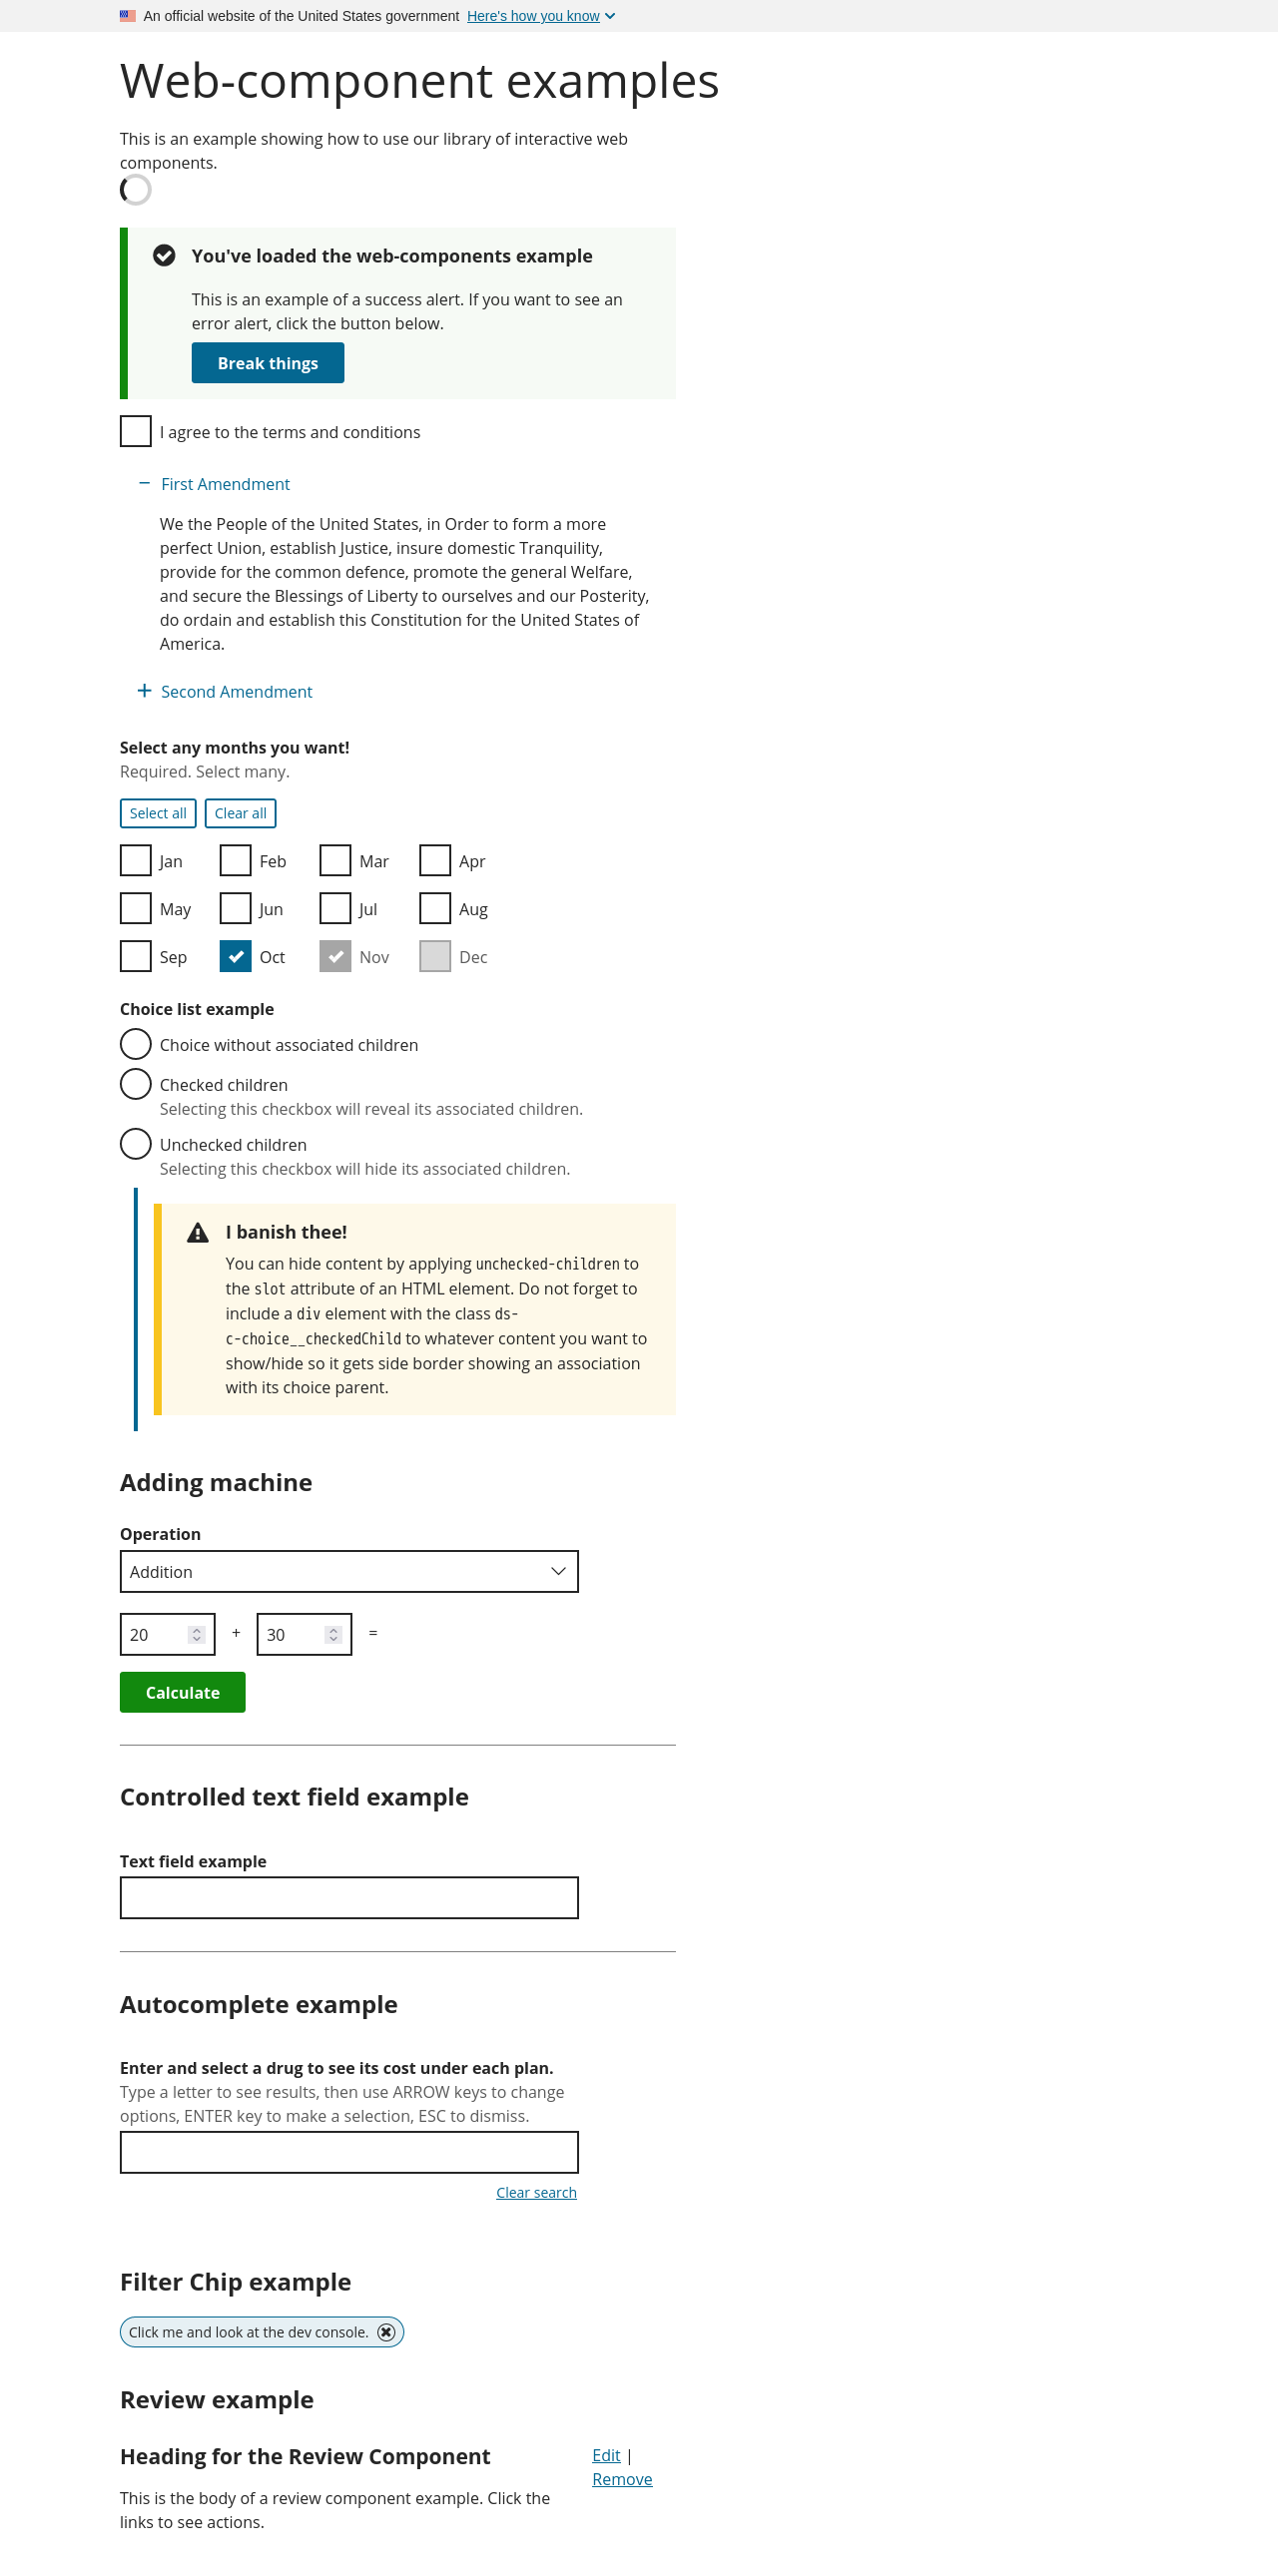 An official website of the United States government Here's how you know
Web-component examples
This is an example showing how to use our library of interactive web
components.
You've loaded the web-components example
This is an example of a success alert. If you want to see an
error alert, click the button below.
Break things
I agree to the terms and conditions
First Amendment
We the People of the United States, in Order to form a more
perfect Union, establish Justice, insure domestic Tranquility,
provide for the common defence, promote the general Welfare,
and secure the Blessings of Liberty to ourselves and our Posterity,
do ordain and establish this Constitution for the United States of
America.
Second Amendment
Select any months you want!
Required. Select many.
Select all Clear all
Jan Feb Mar Apr
May Jun Jul Aug
Sep Oct Nov Dec
Choice list example
Choice without associated children
Checked children
Selecting this checkbox will reveal its associated children.
Unchecked children
Selecting this checkbox will hide its associated children.
I banish thee!
You can hide content by applying unchecked-children to
the slot attribute of an HTML element. Do not forget to
include a div element with the class ds-
c-choice__checkedChild to whatever content you want to
show/hide so it gets side border showing an association
with its choice parent.
Adding machine
Operation
Addition
20 + 30 =
Calculate
Controlled text field example
Text field example
Autocomplete example
Enter and select a drug to see its cost under each plan.
Type a letter to see results, then use ARROW keys to change
options, ENTER key to make a selection, ESC to dismiss.
Clear search
Filter Chip example
Click me and look at the dev console.
Review example
Heading for the Review Component
Edit |
Remove
This is the body of a review component example. Click the
links to see actions.